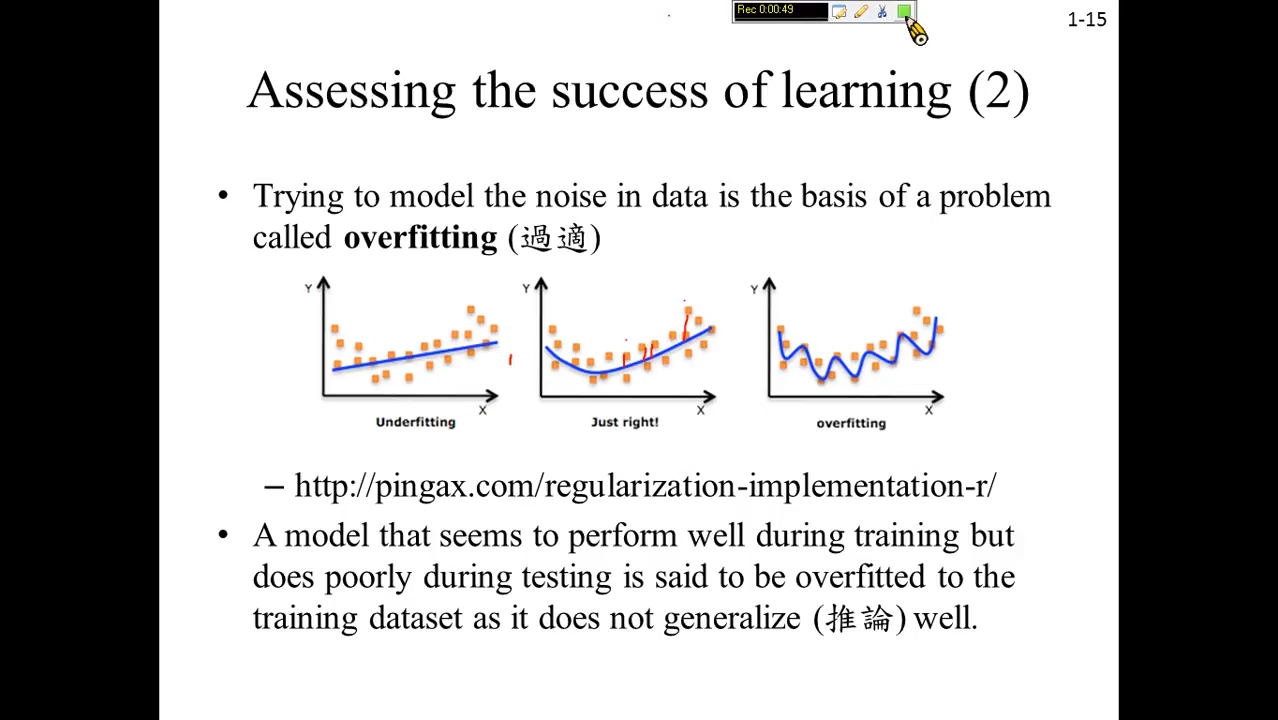 Rec 0:00:49
1-15
Assessing the success of learning (2)
• Trying to model the noise in data is the basis of a problem
called overfitting (過適)
Y Y Y
X X X
Underfitting Just right! overfitting
– http://pingax.com/regularization-implementation-r/
• A model that seems to perform well during training but
does poorly during testing is said to be overfitted to the
training dataset as it does not generalize (推論) well.